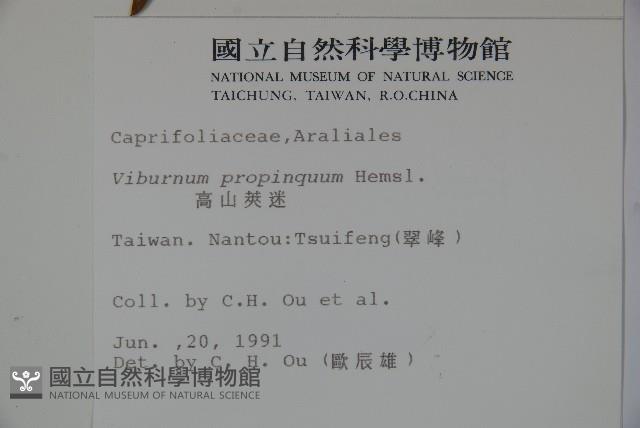 國立自然科學博物館
NATIONAL MUSEUM OF NATURAL SCIENCE
TAICHUNG, TAIWAN, R.O.CHINA
Caprifoliaceae,Araliales
Viburnum propinquum Hemsl.
高山莢迷
Taiwan. Nantou:Tsuifeng(翠峰)
Coll. by C.H. Ou et al.
Jun. ,20, 1991
Det. by C. H. Ou (歐辰雄)
國立自然科學博物館
NATIONAL MUSEUM OF NATURAL SCIENCE